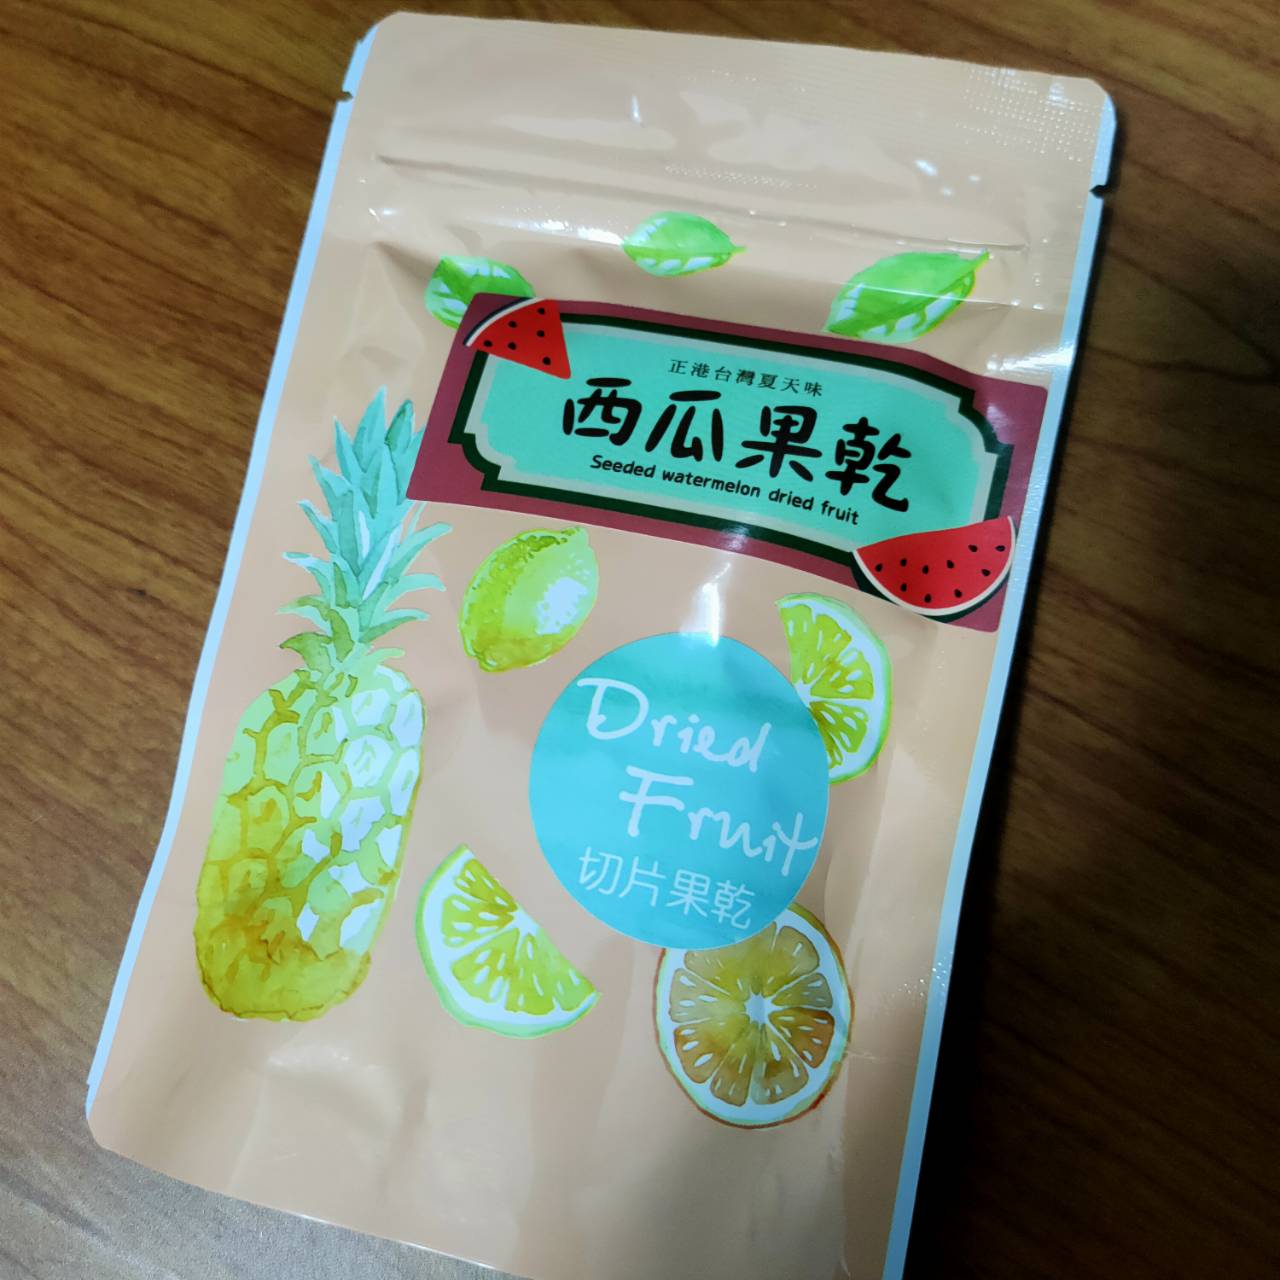 正港台灣夏天味
西瓜果乾
Seeded watermelon dried fruit
Dried
Fruit
切片果乾